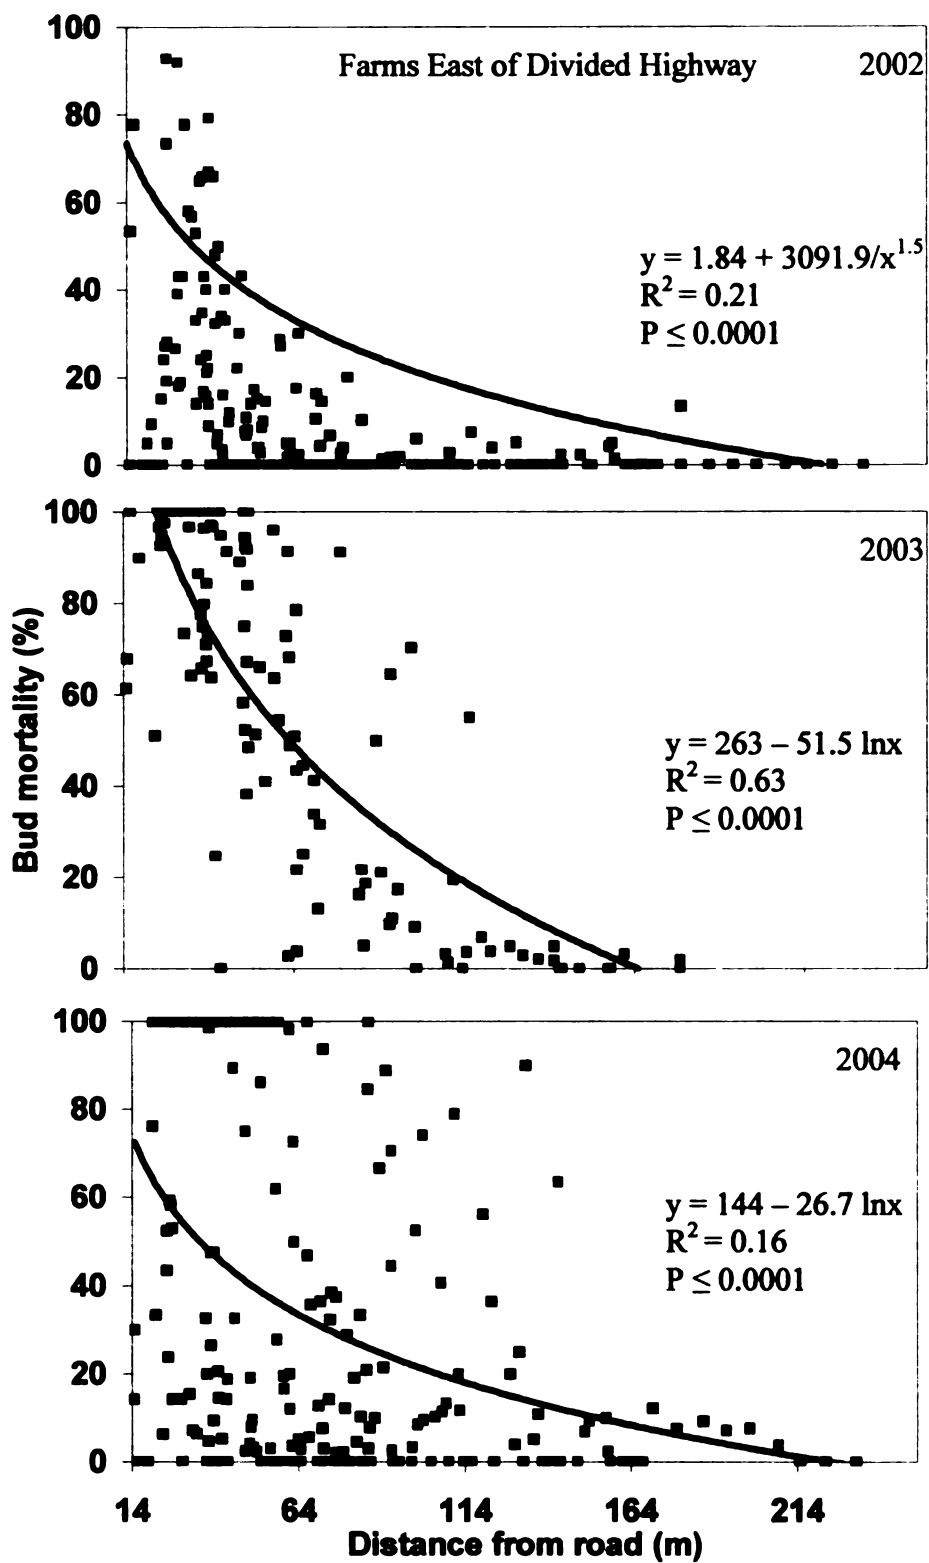 100
Farms East of Divided Highway 2002
80
60
y = 1.84 + 3091.9/x^1.5
40
R² = 0.21
P ≤ 0.0001
20
0
100
2003
80
Bud mortality (%)
60
y = 263 – 51.5 lnx
R² = 0.63
40
P ≤ 0.0001
20
0
100
2004
80
60
y = 144 – 26.7 lnx
R² = 0.16
40
P ≤ 0.0001
20
0
14 64 114 164 214
Distance from road (m)